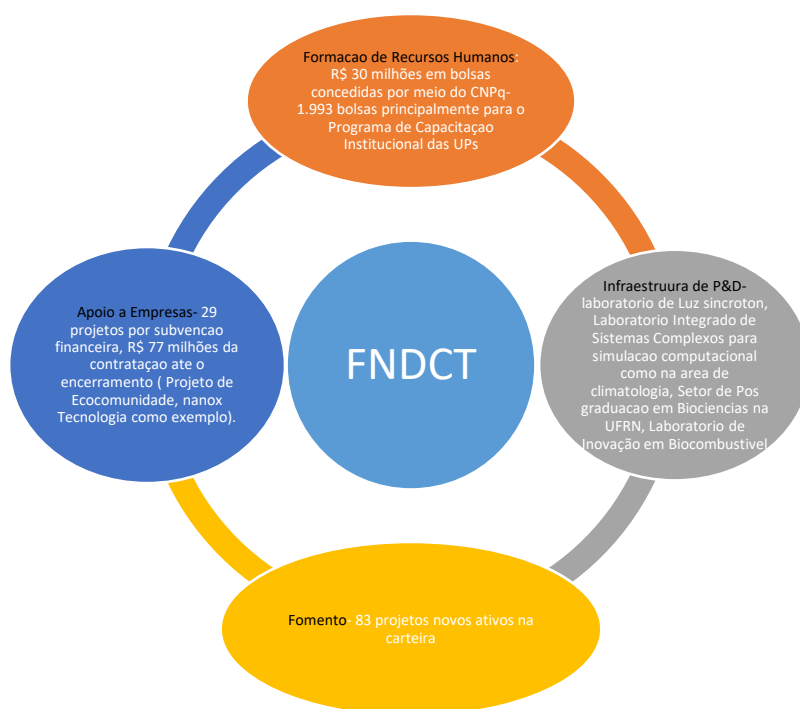 Formacao de Recursos Humanos:
R$ 30 milhões em bolsas
concedidas por meio do CNPq-
1.993 bolsas principalmente para o
Programa de Capacitaçao
Institucional das UPs
Apoio a Empresas- 29
projetos por subvencao
financeira, R$ 77 milhões da
contrataçao ate o
encerramento ( Projeto de
Ecocomunidade, nanox
Tecnologia como exemplo).
FNDCT
Infraestruura de P&D-
laboratorio de Luz sincroton,
Laboratorio Integrado de
Sistemas Complexos para
simulacao computacional
como na area de
climatologia, Setor de Pos
graduacao em Biociencias na
UFRN, Laboratorio de
Inovação em Biocombustivel
Fomento- 83 projetos novos ativos na
carteira